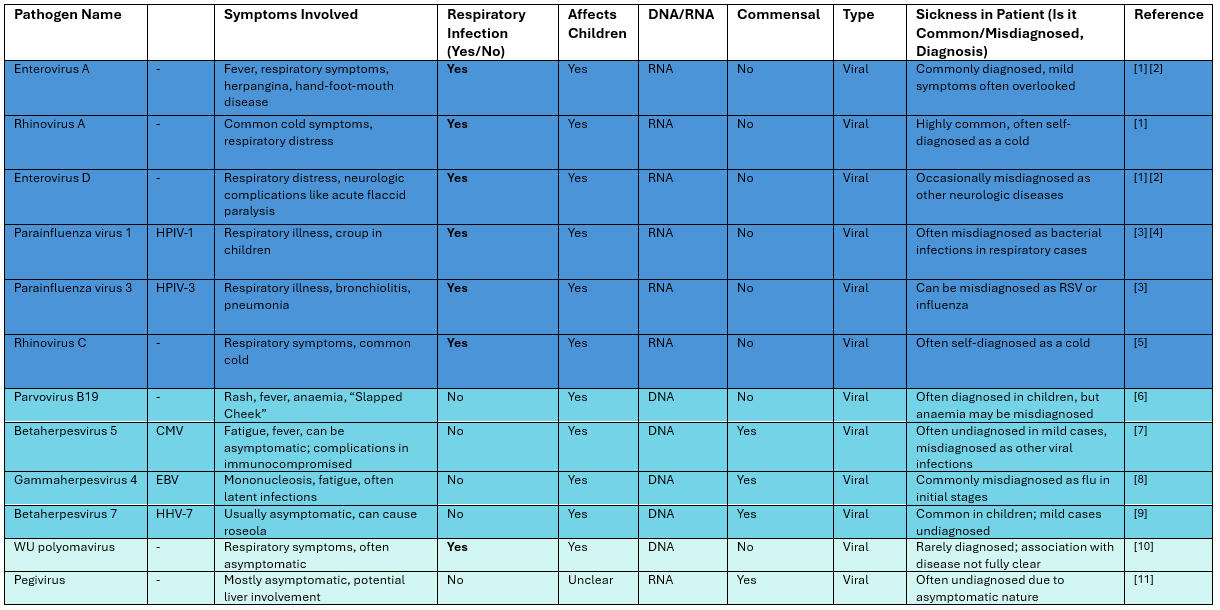 Pathogen Name Symptoms Involved Respiratory Infection (Yes/No) Affects Children DNA/RNA Commensal Type Sickness in Patient (Is it Common/Misdiagnosed, Diagnosis) Reference
Enterovirus A - Fever, respiratory symptoms, herpangina, hand-foot-mouth disease Yes Yes RNA No Viral Commonly diagnosed, mild symptoms often overlooked [1] [2]
Rhinovirus A - Common cold symptoms, respiratory distress Yes Yes RNA No Viral Highly common, often self-diagnosed as a cold [1]
Enterovirus D - Respiratory distress, neurologic complications like acute flaccid paralysis Yes Yes RNA No Viral Occasionally misdiagnosed as other neurologic diseases [1] [2]
Parainfluenza virus 1 HPIV-1 Respiratory illness, croup in children Yes Yes RNA No Viral Often misdiagnosed as bacterial infections in respiratory cases [3] [4]
Parainfluenza virus 3 HPIV-3 Respiratory illness, bronchiolitis, pneumonia Yes Yes RNA No Viral Can be misdiagnosed as RSV or influenza [3]
Rhinovirus C - Respiratory symptoms, common cold Yes Yes RNA No Viral Often self-diagnosed as a cold [5]
Parvovirus B19 - Rash, fever, anaemia, “Slapped Cheek” No Yes DNA No Viral Often diagnosed in children, but anaemia may be misdiagnosed [6]
Betaherpesvirus 5 CMV Fatigue, fever, can be asymptomatic; complications in immunocompromised No Yes DNA Yes Viral Often undiagnosed in mild cases, misdiagnosed as other viral infections [7]
Gammaherpesvirus 4 EBV Mononucleosis, fatigue, often latent infections No Yes DNA Yes Viral Commonly misdiagnosed as flu in initial stages [8]
Betaherpesvirus 7 HHV-7 Usually asymptomatic, can cause roseola No Yes DNA Yes Viral Common in children; mild cases undiagnosed [9]
WU polyomavirus - Respiratory symptoms, often asymptomatic Yes Yes DNA No Viral Rarely diagnosed; association with disease not fully clear [10]
Pegivirus - Mostly asymptomatic, potential liver involvement No Unclear RNA Yes Viral Often undiagnosed due to asymptomatic nature [11]